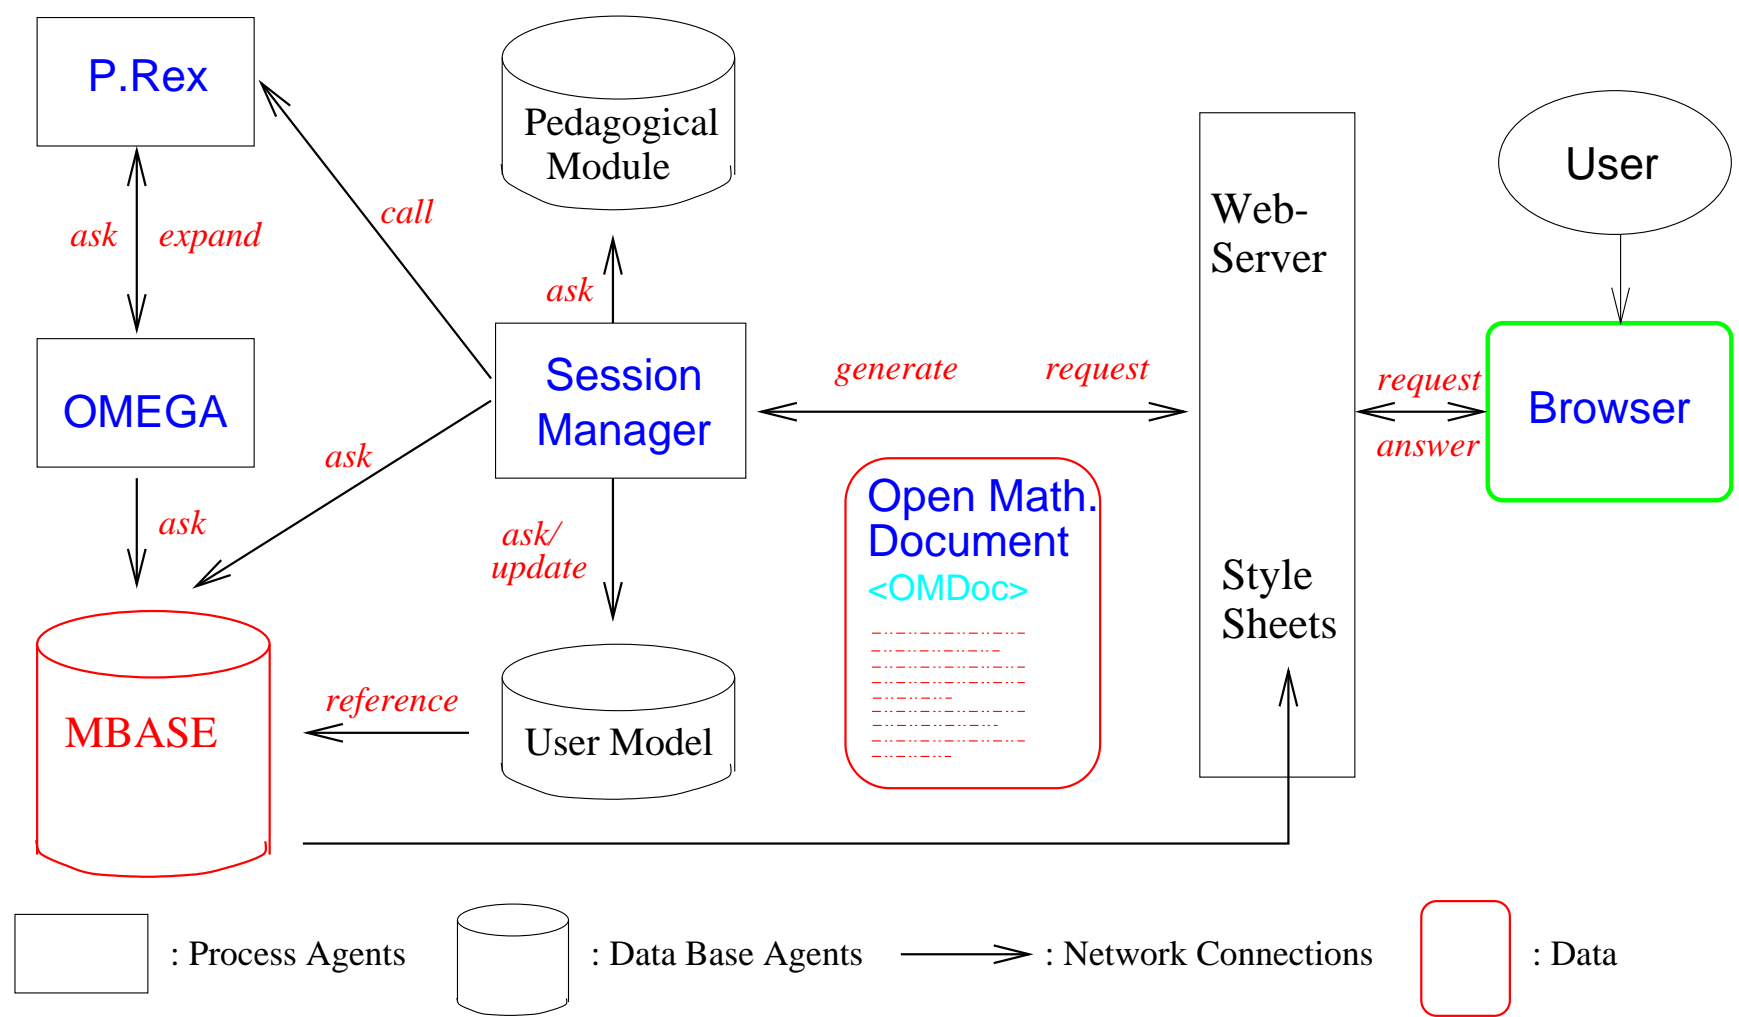 P.Rex
Pedagogical
Module
User
Web-
Server
call
ask
expand
ask
Session
Manager
generate
request
request
answer
Browser
OMEGA
ask
ask
ask/
update
Open Math.
Document
<OMDoc>
Style
Sheets
MBASE
reference
User Model
: Process Agents
: Data Base Agents
: Network Connections
: Data